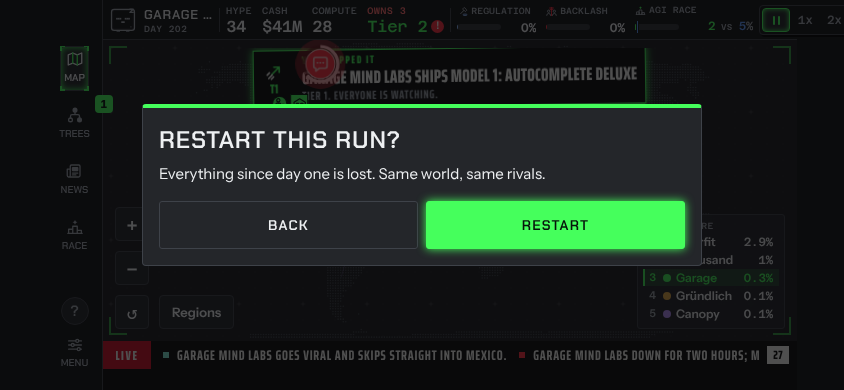 GARAGE ...
DAY 202
HYPE
34
CASH
$41M
COMPUTE
28
OWNS 3
Tier 2
REGULATION
0%
BACKLASH
0%
AGI RACE
2 vs 5%
1x
2x
MAP
1
TREES
NEWS
RACE
?
MENU
PPED IT
GARAGE MIND LABS SHIPS MODEL 1: AUTOCOMPLETE DELUXE
TIER 1. EVERYONE IS WATCHING.
11
RESTART THIS RUN?
Everything since day one is lost. Same world, same rivals.
BACK
RESTART
+
−
Regions
2.9%
1%
3 Garage 0.3%
4 Gründlich 0.1%
5 Canopy 0.1%
LIVE
GARAGE MIND LABS GOES VIRAL AND SKIPS STRAIGHT INTO MEXICO.
GARAGE MIND LABS DOWN FOR TWO HOURS; M
27